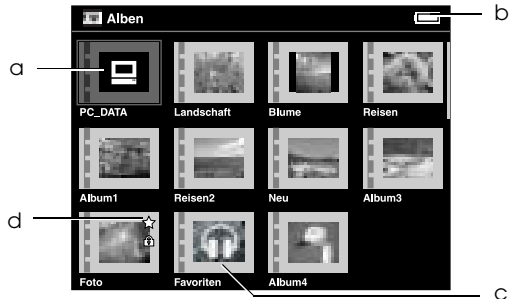 Alben
b
a
PC_DATA Landschaft Blume Reisen
Album1 Reisen2 Neu Album3
d
Foto Favoriten Album4
c